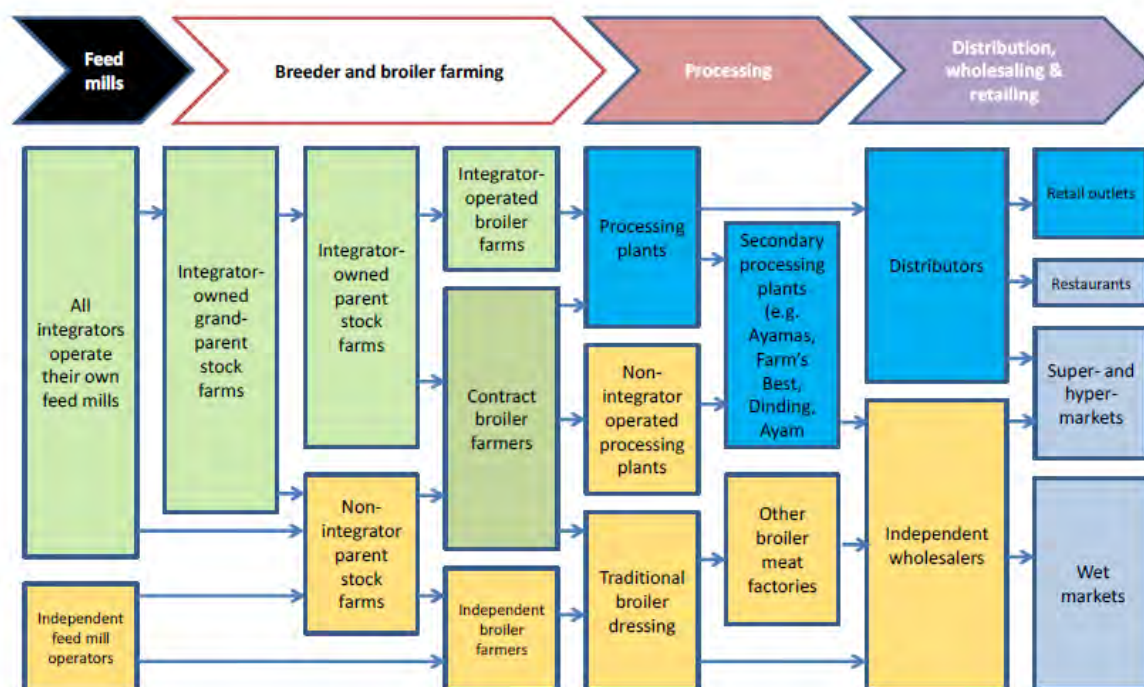 Feed
mills
Breeder and broiler farming
Processing
Distribution,
wholesaling &
retailing
All
integrators
operate
their own
feed mills
Integrator-
owned
grand-
parent
stock
farms
Integrator-
owned
parent
stock
farms
Integrator-
operated
broiler
farms
Contract
broiler
farmers
Non-
integrator
parent
stock
farms
Independent
feed mill
operators
Independent
broiler
farmers
Processing
plants
Non-
integrator
operated
processing
plants
Traditional
broiler
dressing
Secondary
processing
plants
(e.g.
Ayamas,
Farm's
Best,
Dinding,
Ayam
Other
broiler
meat
factories
Distributors
Independent
wholesalers
Retail outlets
Restaurants
Super- and
hyper-
markets
Wet
markets